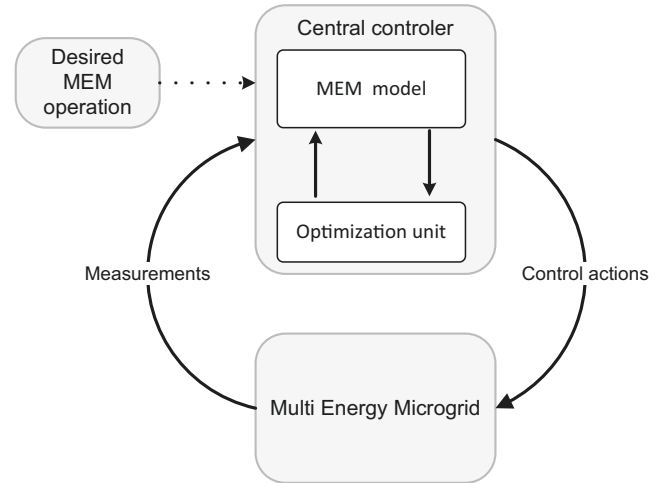 Central controler
Desired
MEM
operation
MEM model
Optimization unit
Measurements
Control actions
Multi Energy Microgrid